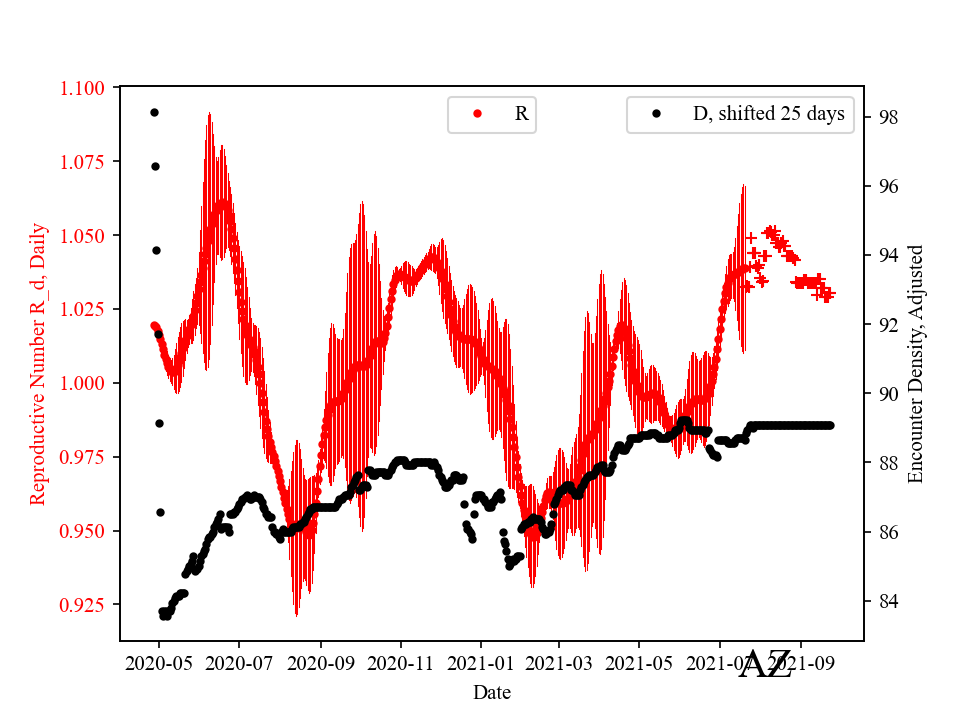 R
D, shifted 25 days
1.100
1.075
1.050
1.025
1.000
0.975
0.950
0.925
Reproductive Number R_d, Daily
98
96
94
92
90
88
86
84
Encounter Density, Adjusted
2020-05 2020-07 2020-09 2020-11 2021-01 2021-03 2021-05 2021-07 2021-09
AZ
Date